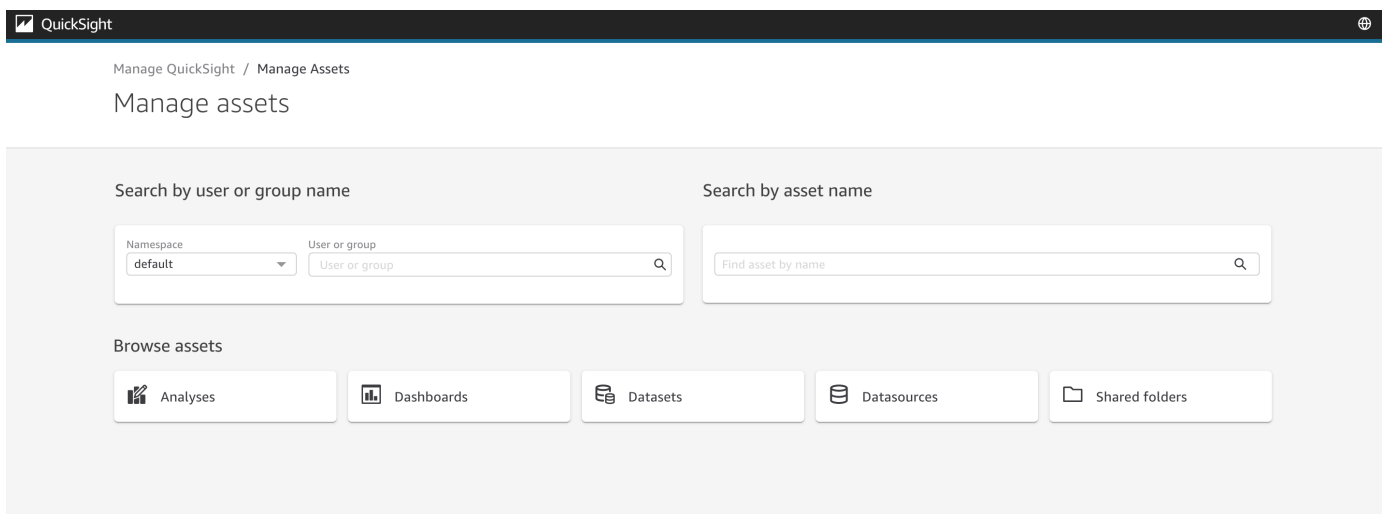 QuickSight
Manage QuickSight / Manage Assets
Manage assets
Search by user or group name
Search by asset name
Namespace
User or group
default
User or group
Find asset by name
Browse assets
Analyses
Dashboards
Datasets
Datasources
Shared folders